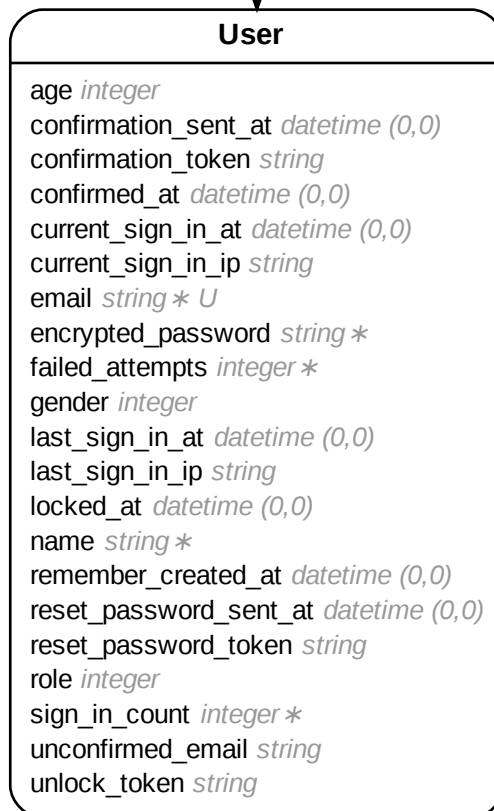 User
age integer
confirmation_sent_at datetime (0,0)
confirmation_token string
confirmed_at datetime (0,0)
current_sign_in_at datetime (0,0)
current_sign_in_ip string
email string ∗ U
encrypted_password string ∗
failed_attempts integer ∗
gender integer
last_sign_in_at datetime (0,0)
last_sign_in_ip string
locked_at datetime (0,0)
name string ∗
remember_created_at datetime (0,0)
reset_password_sent_at datetime (0,0)
reset_password_token string
role integer
sign_in_count integer ∗
unconfirmed_email string
unlock_token string